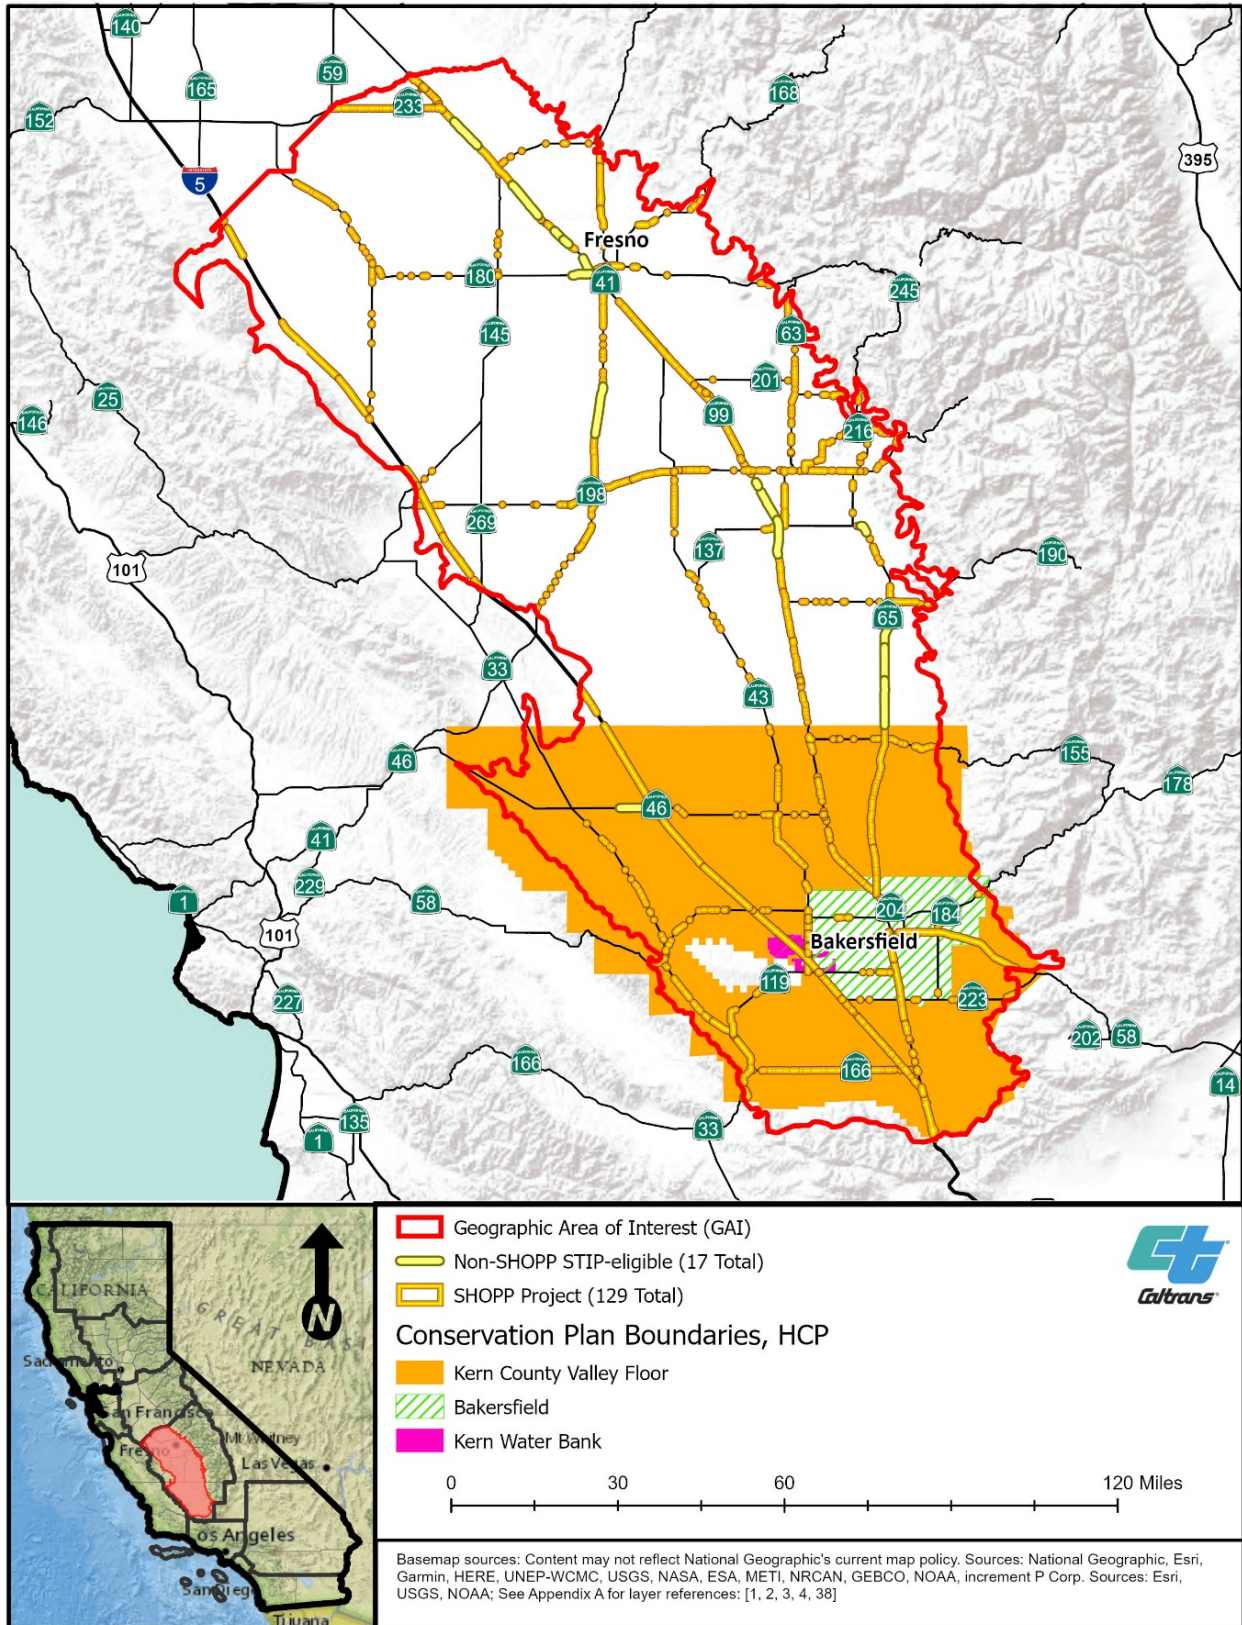 140
59
165
168
233
152
395
INTERSTATE
5
Fresno
180
41
245
145
63
201
25
99
146
216
198
269
137
101
190
65
33
43
46
155
178
46
41
229
58
1
204
184
101
Bakersfield
119
227
223
202
58
166
166
14
135
1
33
CALIFORNIA
GREAT BASI
NEVADA
Sacramento
San Francisco
Fresno
Mt Whitney
Las Vegas
os Angeles
San Diego
Tijuana
N
Geographic Area of Interest (GAI)
Non-SHOPP STIP-eligible (17 Total)
SHOPP Project (129 Total)
Caltrans
Conservation Plan Boundaries, HCP
Kern County Valley Floor
Bakersfield
Kern Water Bank
0 30 60 120 Miles
Basemap sources: Content may not reflect National Geographic's current map policy. Sources: National Geographic, Esri,
Garmin, HERE, UNEP-WCMC, USGS, NASA, ESA, METI, NRCAN, GEBCO, NOAA, increment P Corp. Sources: Esri,
USGS, NOAA; See Appendix A for layer references: [1, 2, 3, 4, 38]